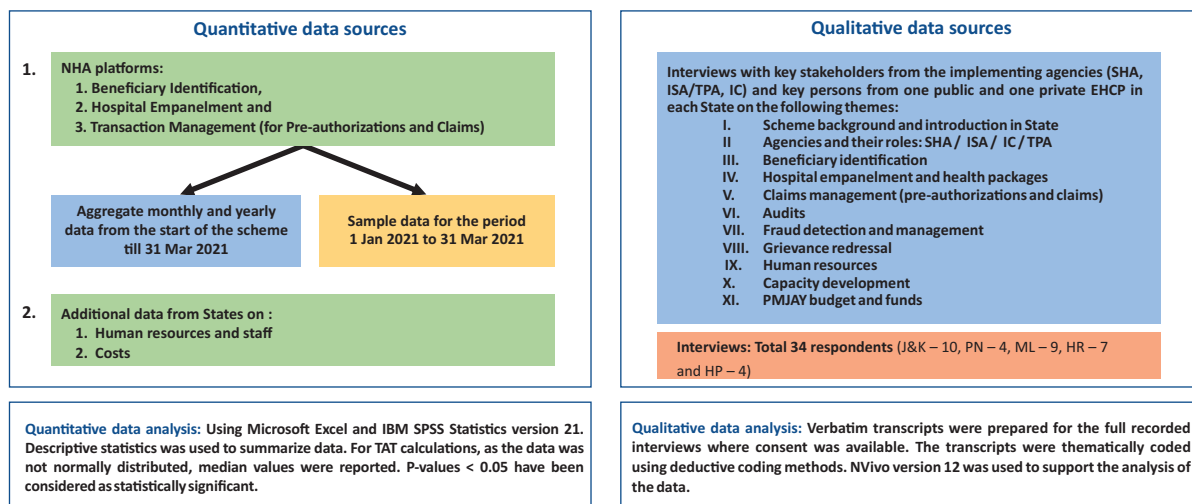 Quantitative data sources
1.
NHA platforms:
1. Beneficiary Identification,
2. Hospital Empanelment and
3. Transaction Management (for Pre-authorizations and Claims)
Aggregate monthly and yearly
data from the start of the scheme
till 31 Mar 2021
Sample data for the period
1 Jan 2021 to 31 Mar 2021
2.
Additional data from States on :
1. Human resources and staff
2. Costs
Quantitative data analysis: Using Microsoft Excel and IBM SPSS Statistics version 21.
Descriptive statistics was used to summarize data. For TAT calculations, as the data was
not normally distributed, median values were reported. P-values < 0.05 have been
considered as statistically significant.
Qualitative data sources
Interviews with key stakeholders from the implementing agencies (SHA,
ISA/TPA, IC) and key persons from one public and one private EHCP in
each State on the following themes:
I. Scheme background and introduction in State
II Agencies and their roles: SHA / ISA / IC / TPA
III. Beneficiary identification
IV. Hospital empanelment and health packages
V. Claims management (pre-authorizations and claims)
VI. Audits
VII. Fraud detection and management
VIII. Grievance redressal
IX. Human resources
X. Capacity development
XI. PMJAY budget and funds
Interviews: Total 34 respondents (J&K – 10, PN – 4, ML – 9, HR – 7
and HP – 4)
Qualitative data analysis: Verbatim transcripts were prepared for the full recorded
interviews where consent was available. The transcripts were thematically coded
using deductive coding methods. NVivo version 12 was used to support the analysis of
the data.